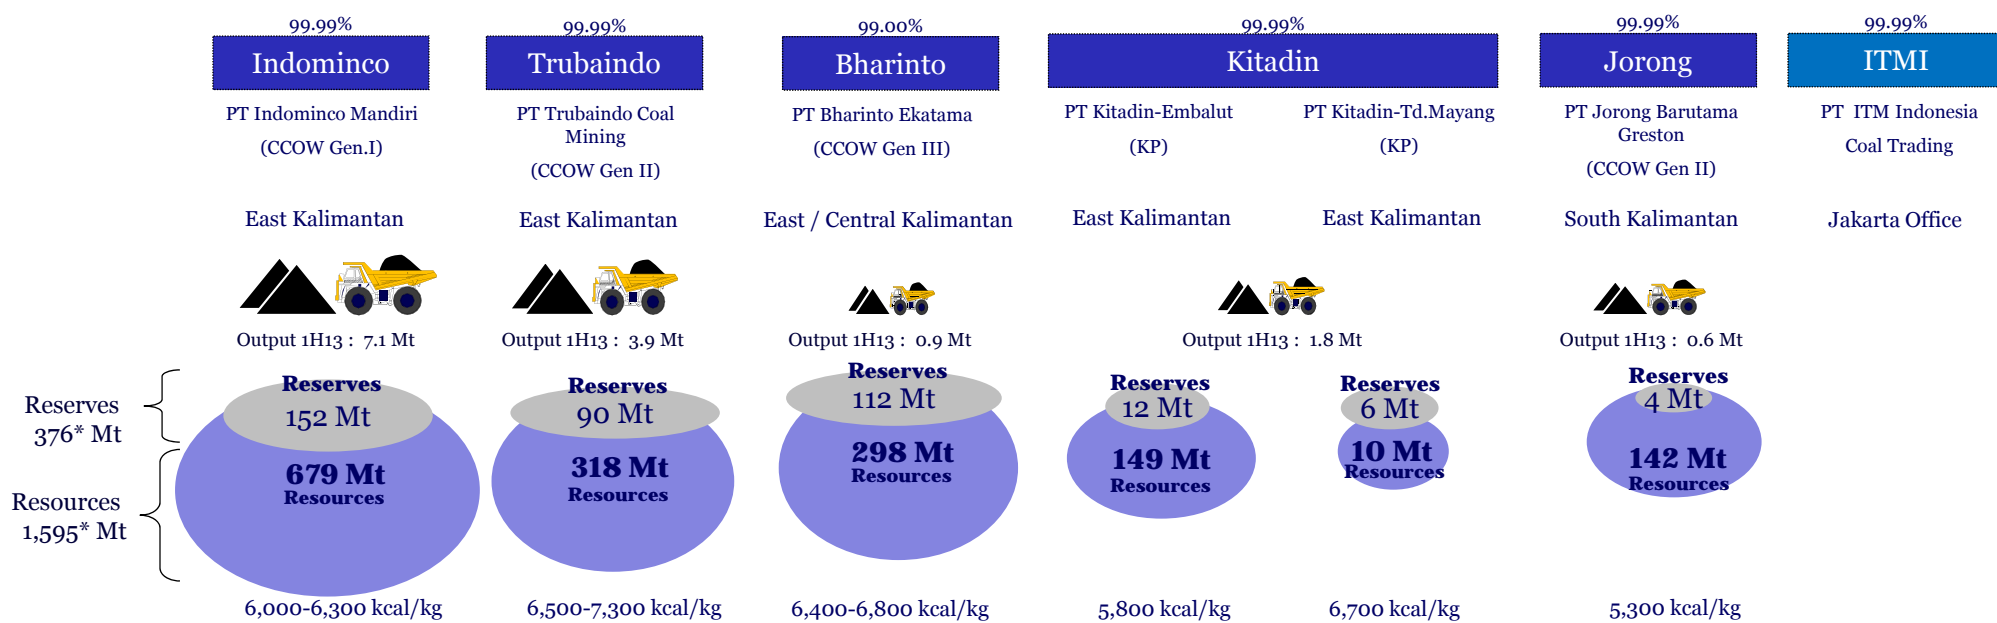 99.99%
99.99%
99.00%
99.99%
99.99%
99.99%
Indominco
Trubaindo
Bharinto
Kitadin
Jorong
ITMI
PT Indominco Mandiri
(CCOW Gen.I)
PT Trubaindo Coal
Mining
(CCOW Gen II)
PT Bharinto Ekatama
(CCOW Gen III)
PT Kitadin-Embalut
(KP)
PT Kitadin-Td.Mayang
(KP)
PT Jorong Barutama
Greston
(CCOW Gen II)
PT ITM Indonesia
Coal Trading
East Kalimantan
East Kalimantan
East / Central Kalimantan
East Kalimantan
East Kalimantan
South Kalimantan
Jakarta Office
Output 1H13 : 7.1 Mt
Output 1H13 : 3.9 Mt
Output 1H13 : 0.9 Mt
Output 1H13 : 1.8 Mt
Output 1H13 : 0.6 Mt
Reserves
376* Mt
Resources
1,595* Mt
Reserves
152 Mt
679 Mt
Resources
Reserves
90 Mt
318 Mt
Resources
Reserves
112 Mt
298 Mt
Resources
Reserves
12 Mt
149 Mt
Resources
Reserves
6 Mt
10 Mt
Resources
Reserves
4 Mt
142 Mt
Resources
6,000-6,300 kcal/kg
6,500-7,300 kcal/kg
6,400-6,800 kcal/kg
5,800 kcal/kg
6,700 kcal/kg
5,300 kcal/kg